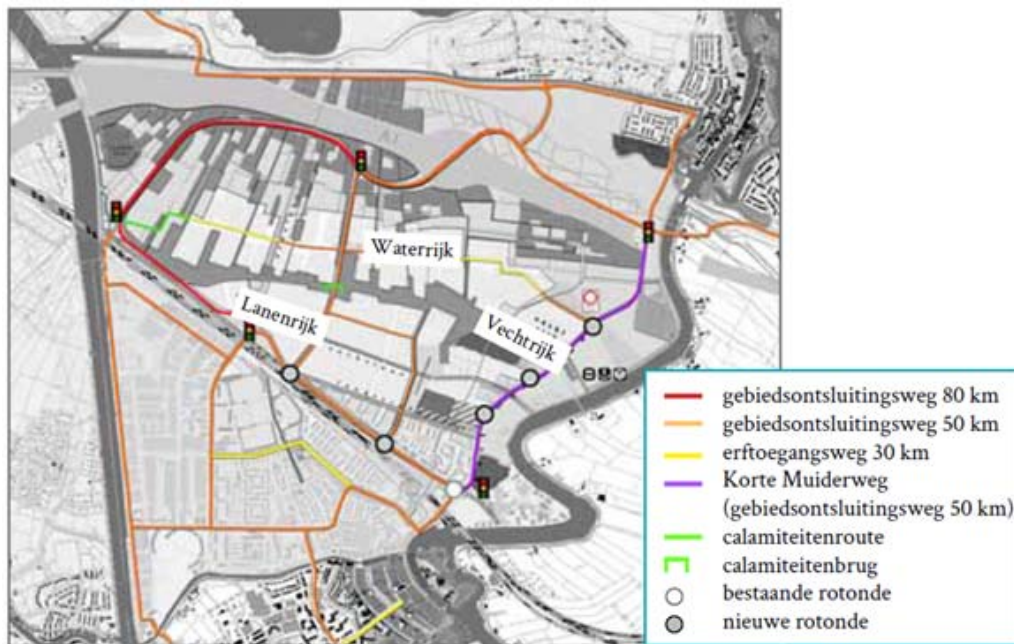 A1
Waterrijk
Lanenrijk
Vechtrijk
gebiedsontsluitingsweg 80 km
gebiedsontsluitingsweg 50 km
erftoegangsweg 30 km
Korte Muiderweg
(gebiedsontsluitingsweg 50 km)
calamiteitenroute
calamiteitenbrug
bestaande rotonde
nieuwe rotonde